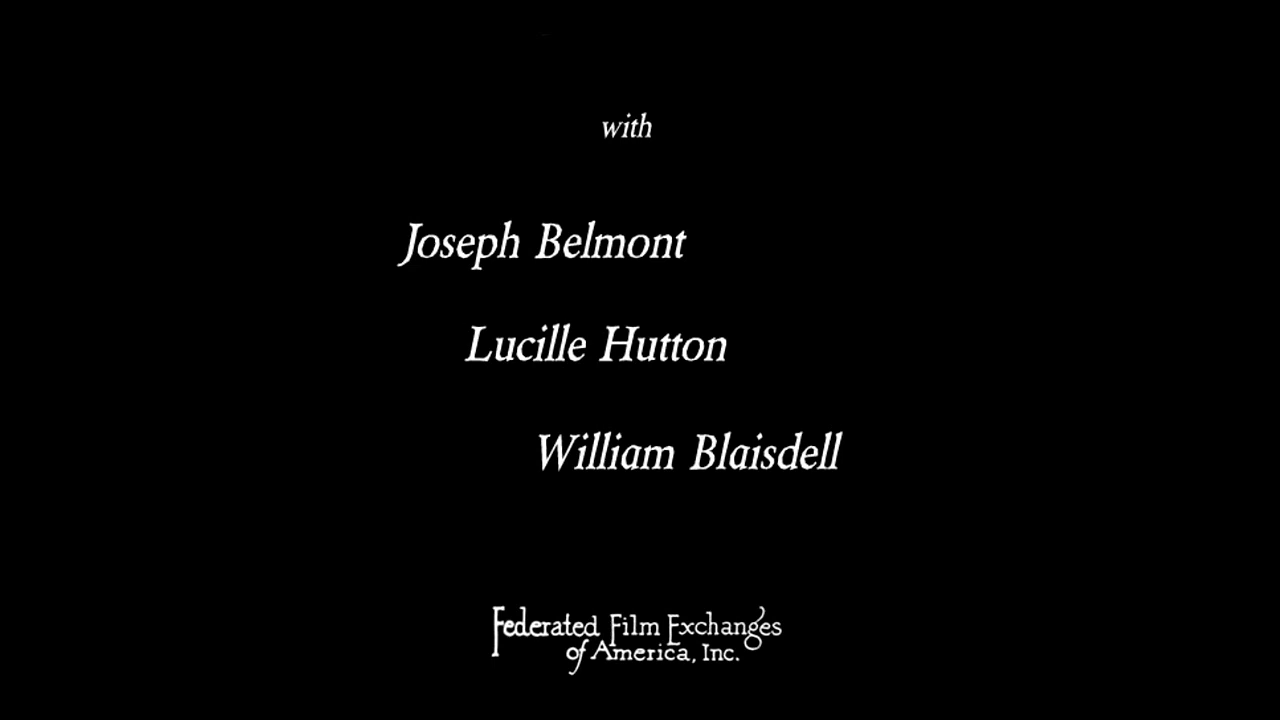 with
Joseph Belmont
Lucille Hutton
William Blaisdell
Federated Film Exchanges
of America, Inc.